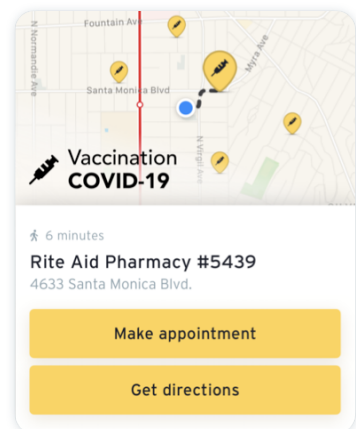 Fountain Av
N Normandie Ave
Myra Ave
Santa Monica Blvd
N Virgil Ave
Vaccination
COVID-19
6 minutes
Rite Aid Pharmacy #5439
4633 Santa Monica Blvd.
Make appointment
Get directions